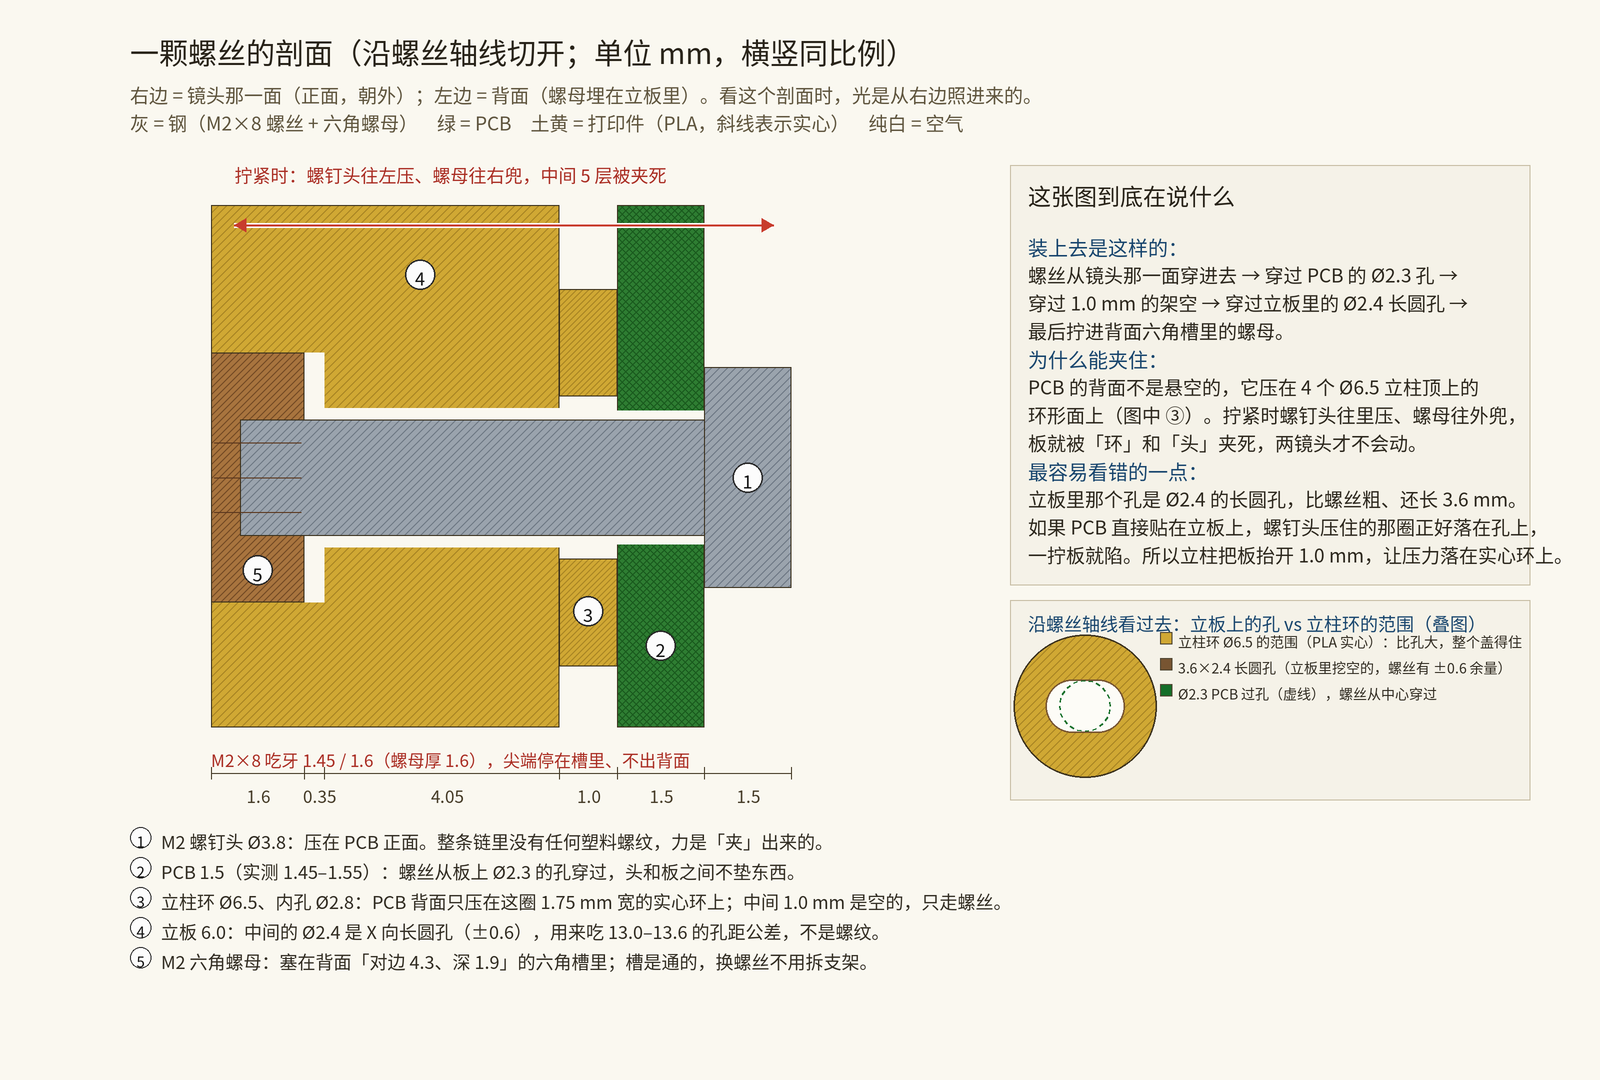 一颗螺丝的剖面（沿螺丝轴线切开；单位 mm，横竖同比例）
右边 = 镜头那一面（正面，朝外）；左边 = 背面（螺母埋在立板里）。看这个剖面时，光是从右边照进来的。
灰 = 钢（M2×8 螺丝 + 六角螺母） 绿 = PCB 土黄 = 打印件（PLA，斜线表示实心） 纯白 = 空气
拧紧时：螺钉头往左压、螺母往右兜，中间 5 层被夹死
4
1
5
3
2
M2×8 吃牙 1.45 / 1.6（螺母厚 1.6），尖端停在槽里、不出背面
1.6 0.35 4.05 1.0 1.5 1.5
1 M2 螺钉头 Ø3.8：压在 PCB 正面。整条链里没有任何塑料螺纹，力是「夹」出来的。
2 PCB 1.5（实测 1.45–1.55）：螺丝从板上 Ø2.3 的孔穿过，头和板之间不垫东西。
3 立柱环 Ø6.5、内孔 Ø2.8：PCB 背面只压在这圈 1.75 mm 宽的实心环上；中间 1.0 mm 是空的，只走螺丝。
4 立板 6.0：中间的 Ø2.4 是 X 向长圆孔（±0.6），用来吃 13.0–13.6 的孔距公差，不是螺纹。
5 M2 六角螺母：塞在背面「对边 4.3、深 1.9」的六角槽里；槽是通的，换螺丝不用拆支架。
这张图到底在说什么
装上去是这样的：
螺丝从镜头那一面穿进去 → 穿过 PCB 的 Ø2.3 孔 →
穿过 1.0 mm 的架空 → 穿过立板里的 Ø2.4 长圆孔 →
最后拧进背面六角槽里的螺母。
为什么能夹住：
PCB 的背面不是悬空的，它压在 4 个 Ø6.5 立柱顶上的
环形面上（图中 ③）。拧紧时螺钉头往里压、螺母往外兜，
板就被「环」和「头」夹死，两镜头才不会动。
最容易看错的一点：
立板里那个孔是 Ø2.4 的长圆孔，比螺丝粗、还长 3.6 mm。
如果 PCB 直接贴在立板上，螺钉头压住的那圈正好落在孔上，
一拧板就陷。所以立柱把板抬开 1.0 mm，让压力落在实心环上。
沿螺丝轴线看过去：立板上的孔 vs 立柱环的范围（叠图）
立柱环 Ø6.5 的范围（PLA 实心）：比孔大，整个盖得住
3.6×2.4 长圆孔（立板里挖空的，螺丝有 ±0.6 余量）
Ø2.3 PCB 过孔（虚线），螺丝从中心穿过